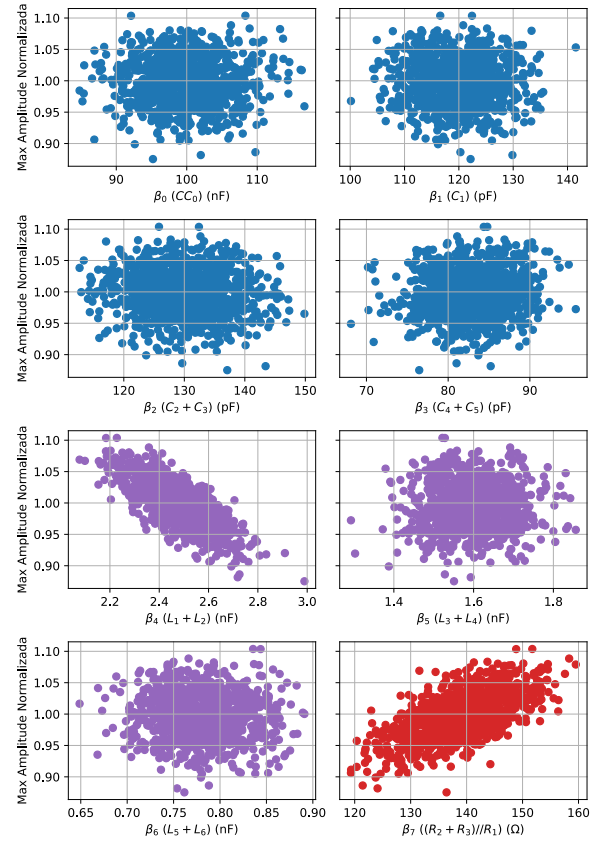 Max Amplitude Normalizada
1.10
1.05
1.00
0.95
0.90
90 100 110
β0 (CC0) (nF)
100 110 120 130 140
β1 (C1) (pF)
Max Amplitude Normalizada
1.10
1.05
1.00
0.95
0.90
120 130 140 150
β2 (C2 + C3) (pF)
70 80 90
β3 (C4 + C5) (pF)
Max Amplitude Normalizada
1.10
1.05
1.00
0.95
0.90
2.2 2.4 2.6 2.8 3.0
β4 (L1 + L2) (nF)
1.4 1.6 1.8
β5 (L3 + L4) (nF)
Max Amplitude Normalizada
1.10
1.05
1.00
0.95
0.90
0.65 0.70 0.75 0.80 0.85 0.90
β6 (L5 + L6) (nF)
120 130 140 150 160
β7 ((R2 + R3)//R1) (Ω)